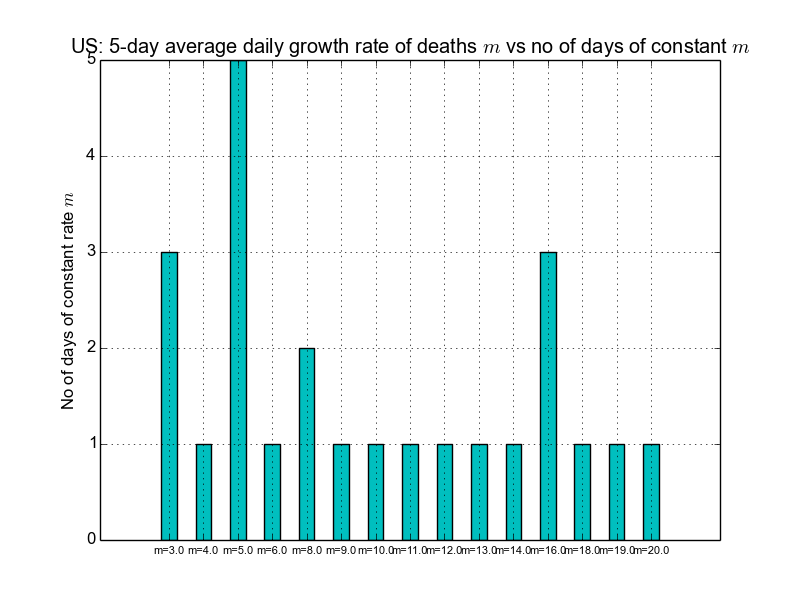 US: 5-day average daily growth rate of deaths m vs no of days of constant m
5
4
3
2
1
0
No of days of constant rate m
m=3.0 m=4.0 m=5.0 m=6.0 m=8.0 m=9.0 m=10.0 m=11.0 m=12.0 m=13.0 m=14.0 m=16.0 m=18.0 m=19.0 m=20.0